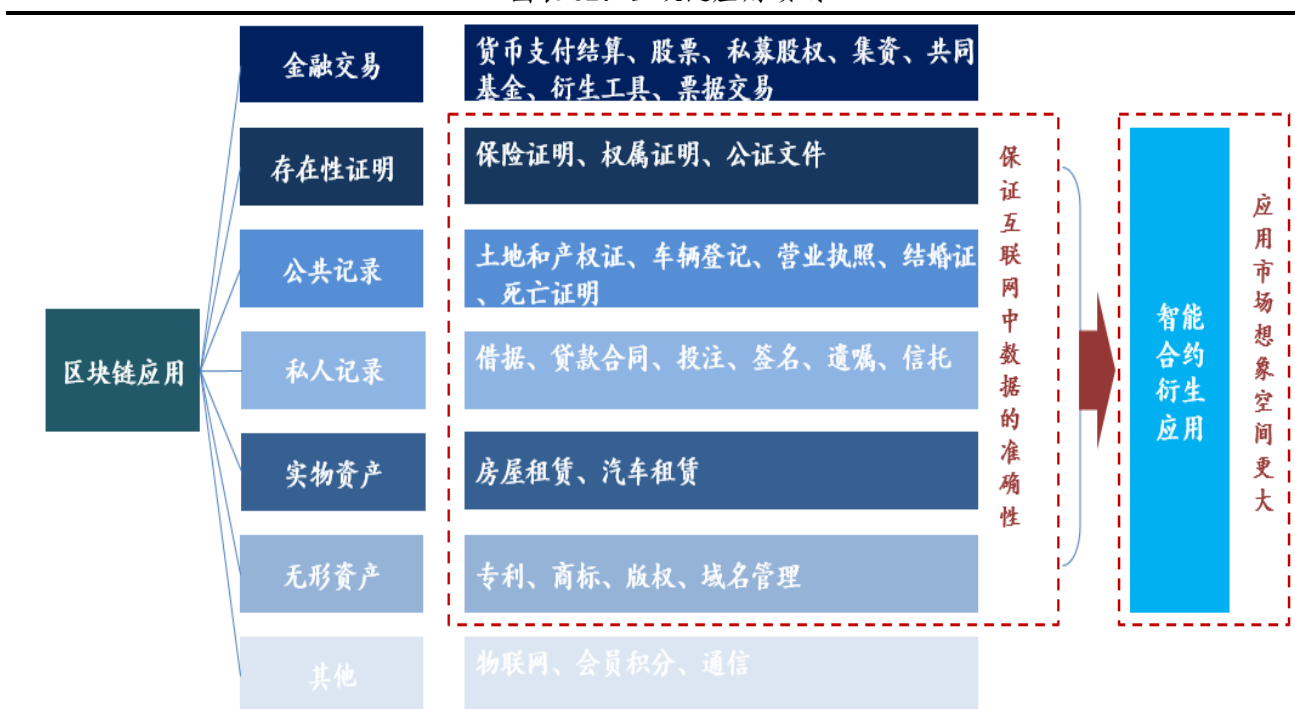 金融交易
货币支付结算、股票、私募股权、集资、共同
基金、衍生工具、票据交易
存在性证明
保险证明、权属证明、公证文件
公共记录
土地和产权证、车辆登记、营业执照、结婚证
、死亡证明
区块链应用
私人记录
借据、贷款合同、投注、签名、遗嘱、信托
实物资产
房屋租赁、汽车租赁
无形资产
专利、商标、版权、域名管理
其他
物联网、会员积分、通信
保证互联网中数据的准确性
智能
合约
衍生
应用
应用市场想象空间更大